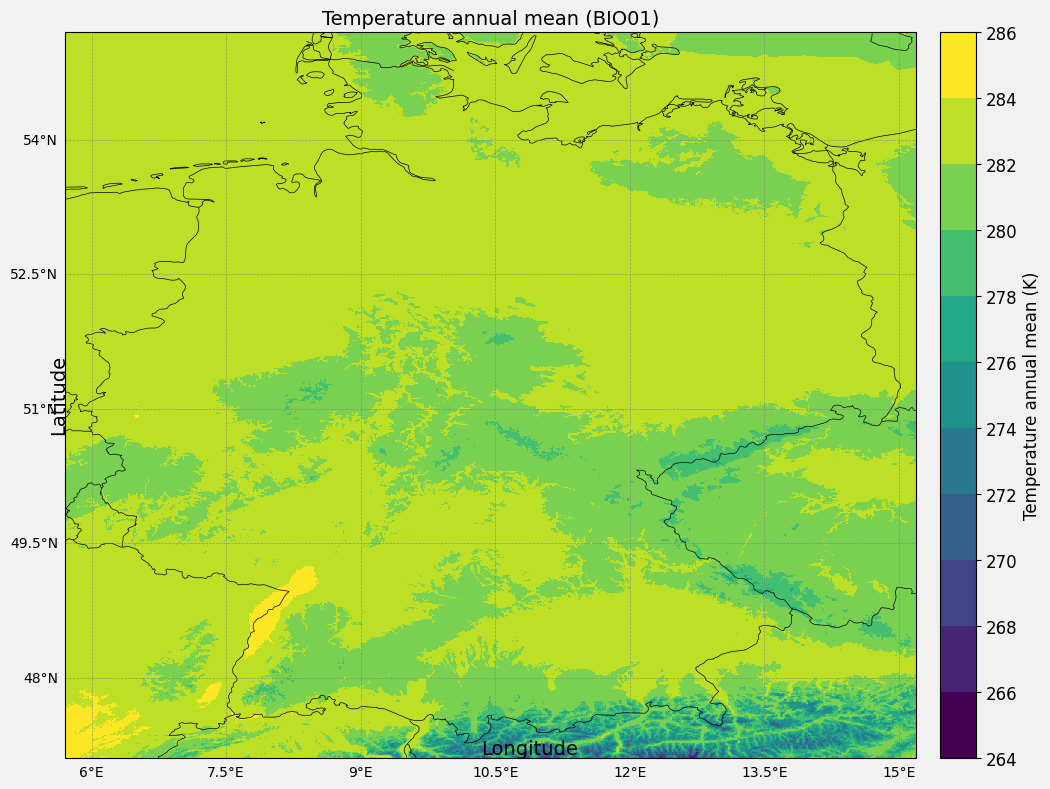 Temperature annual mean (BIO01)
286
284
54°N
282
280
52.5°N
278
276
Latitude
51°N
274
Temperature annual mean (K)
272
49.5°N
270
268
48°N
266
Longitude
264
6°E 7.5°E 9°E 10.5°E 12°E 13.5°E 15°E